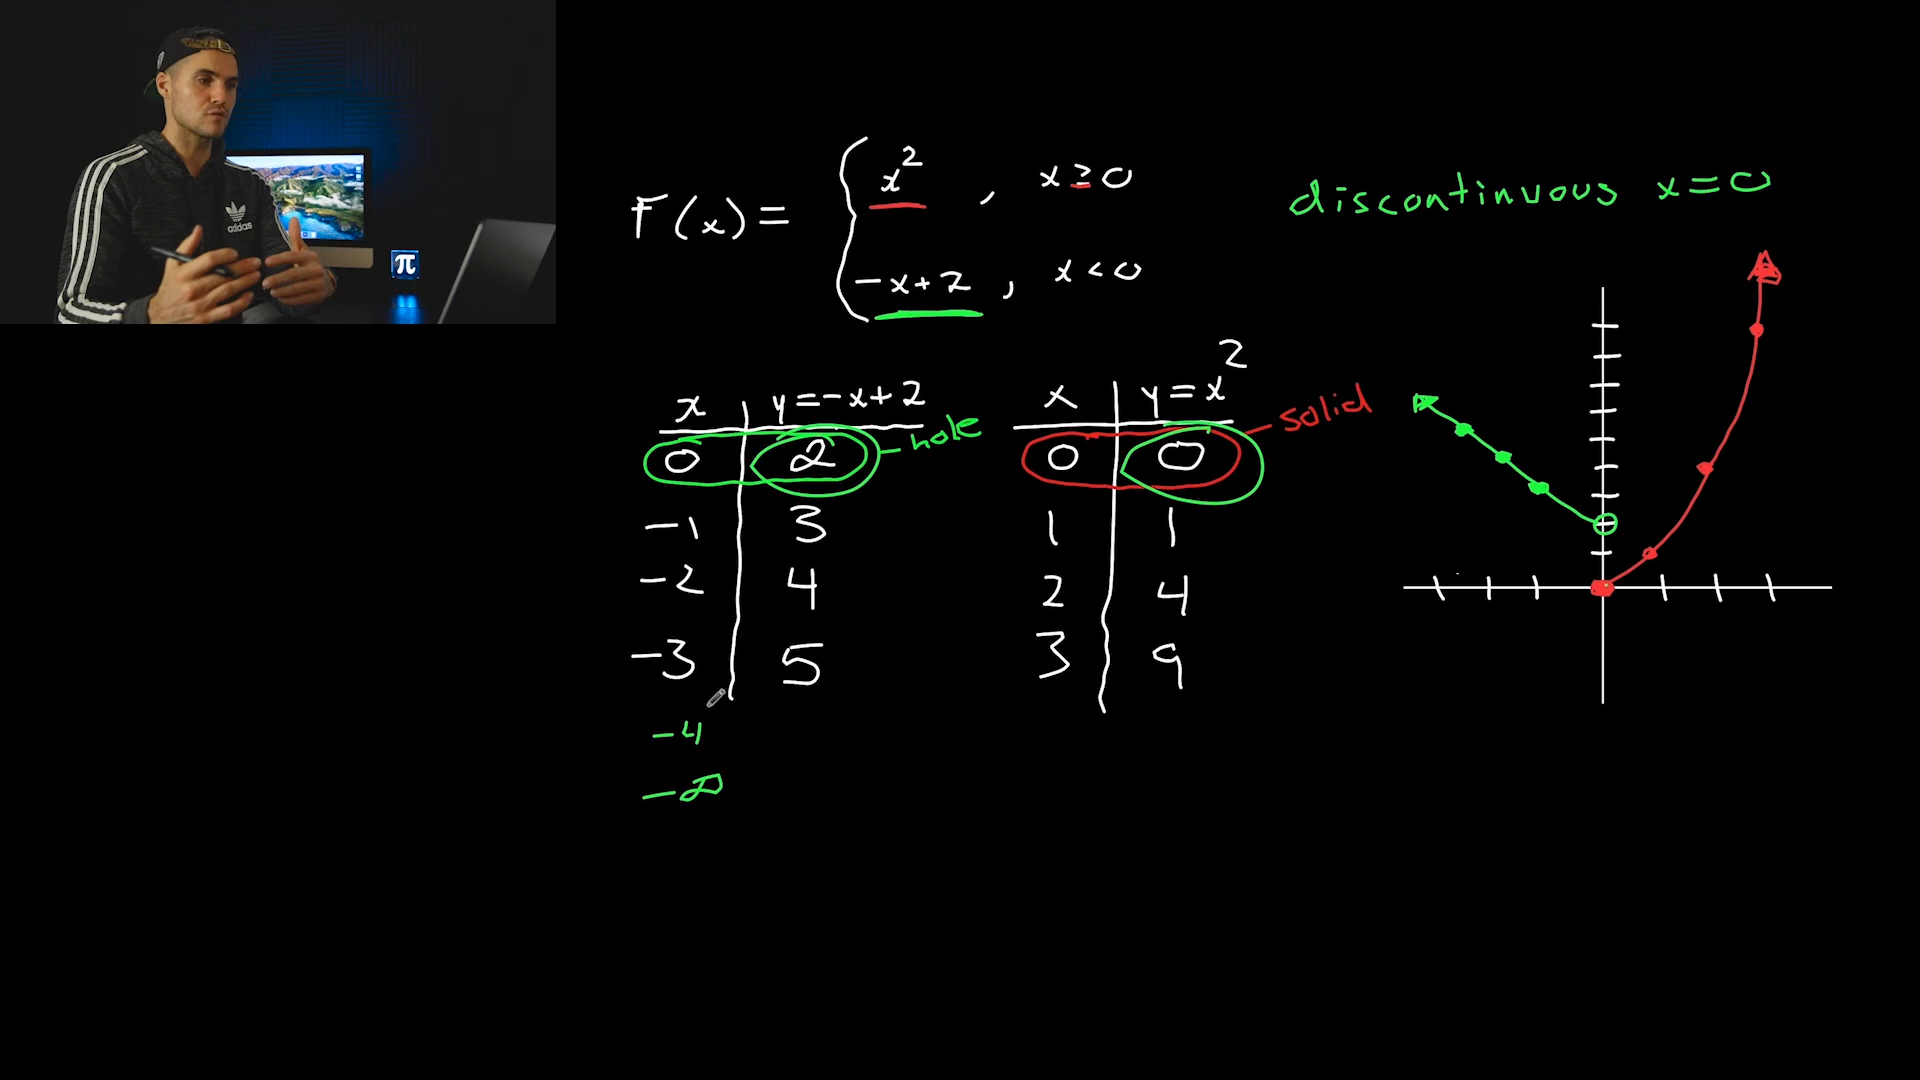 adidas
π
F(x) = { x² , x ≥ 0
-x+2 , x < 0
discontinuous x=0
x | y=-x+2
0 | 2 - hole
-1 | 3
-2 | 4
-3 | 5
-4
-∞
x | y=x²
0 | 0 - solid
1 | 1
2 | 4
3 | 9